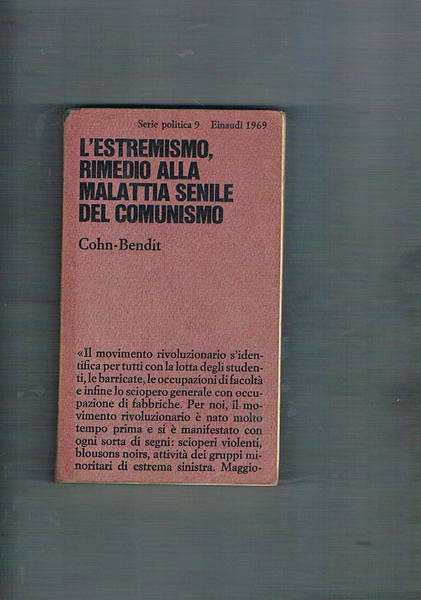 Serie politica 9 Einaudi 1969
L'ESTREMISMO,
RIMEDIO ALLA
MALATTIA SENILE
DEL COMUNISMO
Cohn-Bendit
«Il movimento rivoluzionario s'iden-
tifica per tutti con la lotta degli studen-
ti, le barricate, le occupazioni di facoltà
e infine lo sciopero generale con occu-
pazione di fabbriche. Per noi, il mo-
vimento rivoluzionario è nato molto
tempo prima e si è manifestato con
ogni sorta di segni: scioperi violenti,
blousons noirs, attività dei gruppi mi-
noritari di estrema sinistra. Maggio-